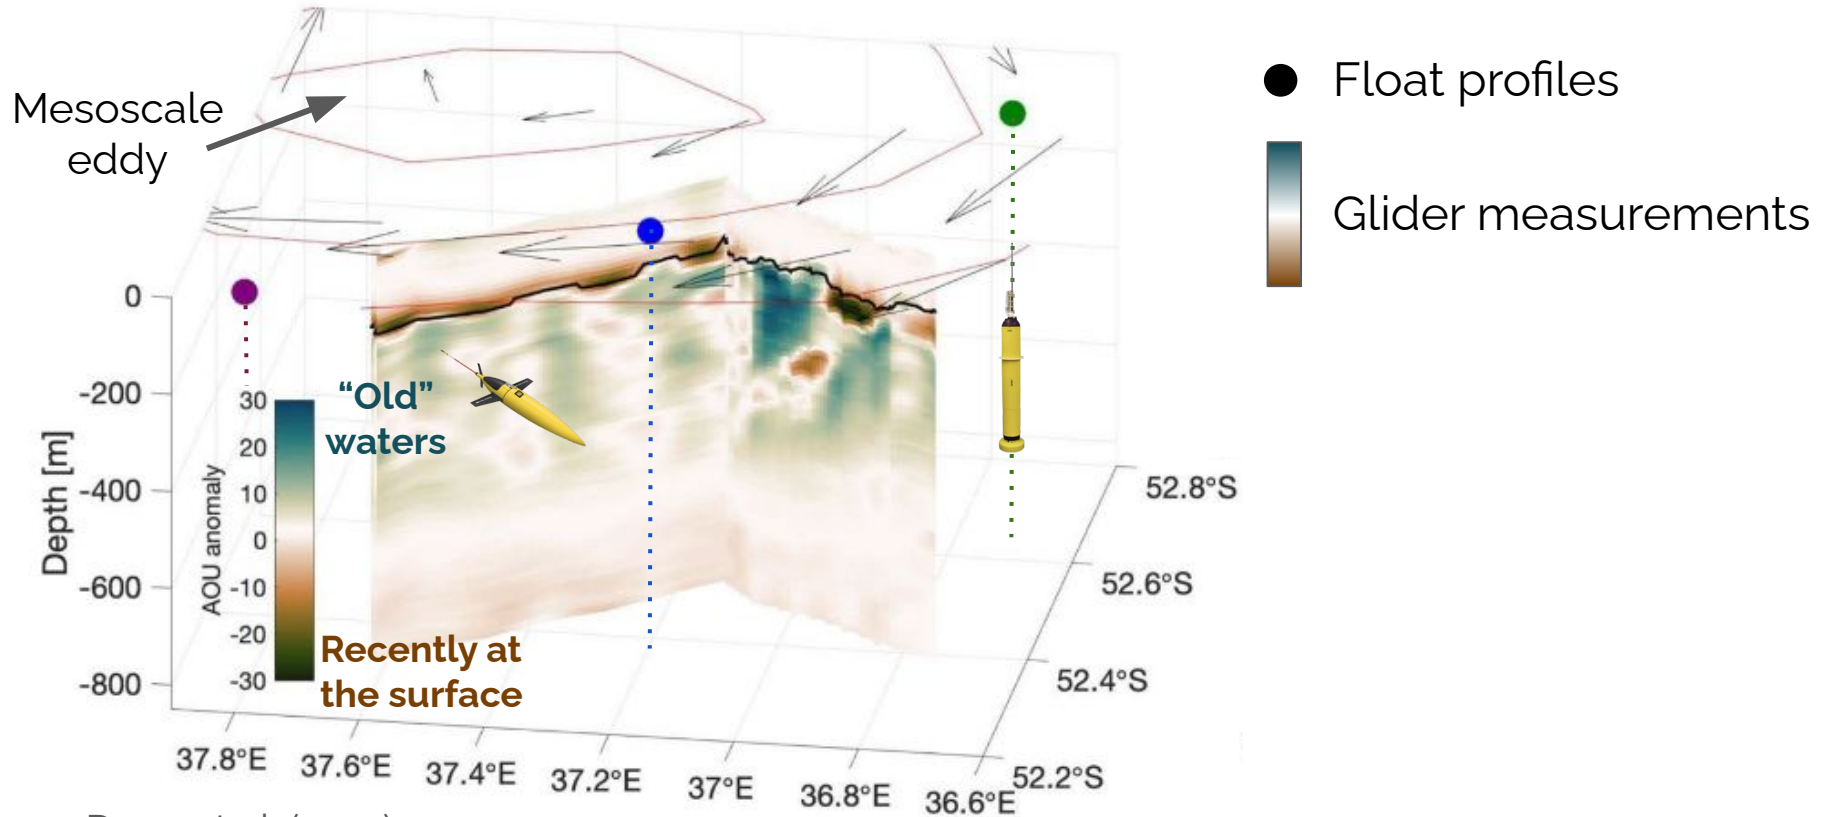 Mesoscale
eddy
Float profiles
Glider measurements
0
-200
-400
-600
-800
Depth [m]
30
20
10
0
-10
-20
-30
AOU anomaly
“Old”
waters
Recently at
the surface
52.8°S
52.6°S
52.4°S
52.2°S
37.8°E
37.6°E
37.4°E
37.2°E
37°E
36.8°E
36.6°E